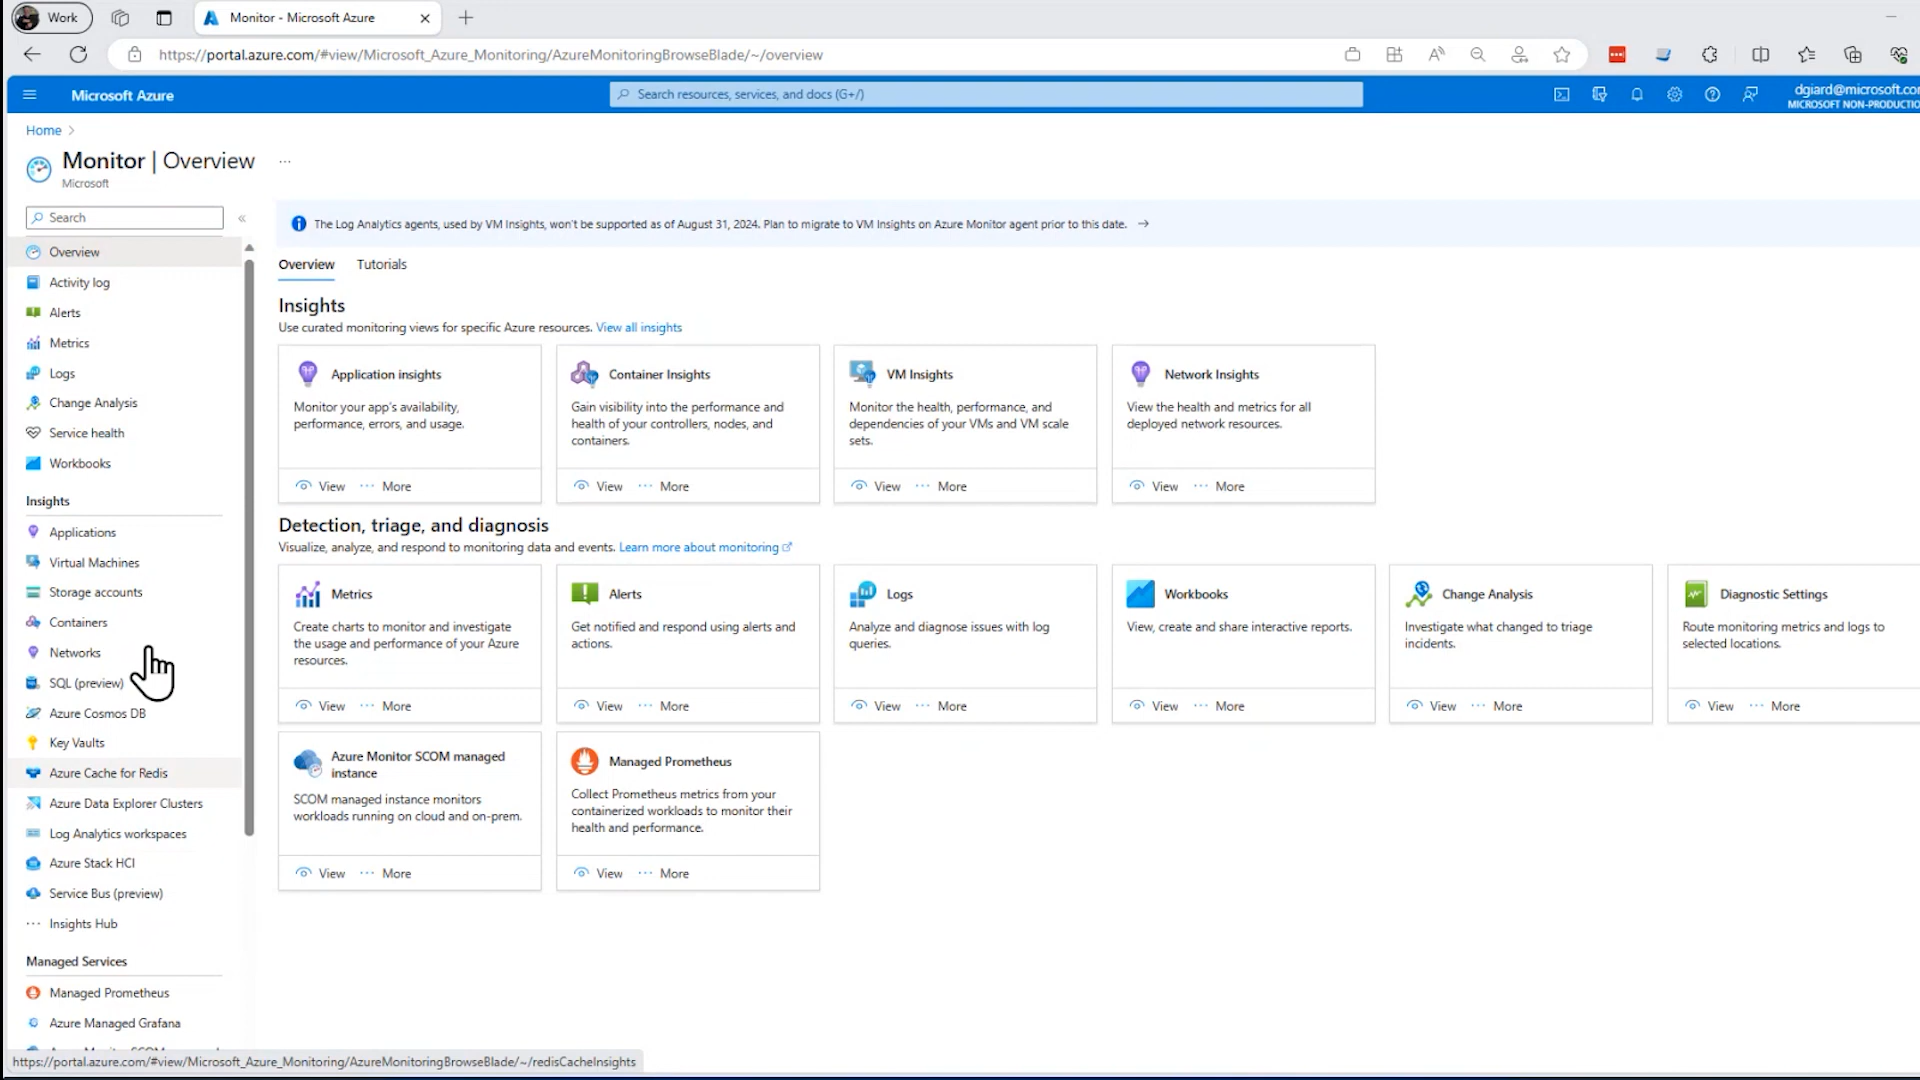 Work
Monitor - Microsoft Azure
https://portal.azure.com/#view/Microsoft_Azure_Monitoring/AzureMonitoringBrowseBlade/~/overview
Microsoft Azure
Search resources, services, and docs (G+/)
dgiard@microsoft.co
MICROSOFT NON-PRODUCTIO
Home
Monitor | Overview
Microsoft
Search
The Log Analytics agents, used by VM Insights, won't be supported as of August 31, 2024. Plan to migrate to VM Insights on Azure Monitor agent prior to this date.
Overview
Activity log
Alerts
Metrics
Logs
Change Analysis
Service health
Workbooks
Insights
Applications
Virtual Machines
Storage accounts
Containers
Networks
SQL (preview)
Azure Cosmos DB
Key Vaults
Azure Cache for Redis
Azure Data Explorer Clusters
Log Analytics workspaces
Azure Stack HCI
Service Bus (preview)
Insights Hub
Managed Services
Managed Prometheus
Azure Managed Grafana
Overview Tutorials
Insights
Use curated monitoring views for specific Azure resources. View all insights
Application insights
Monitor your app's availability,
performance, errors, and usage.
View More
Container Insights
Gain visibility into the performance and
health of your controllers, nodes, and
containers.
View More
VM Insights
Monitor the health, performance, and
dependencies of your VMs and VM scale
sets.
View More
Network Insights
View the health and metrics for all
deployed network resources.
View More
Detection, triage, and diagnosis
Visualize, analyze, and respond to monitoring data and events. Learn more about monitoring
Metrics
Create charts to monitor and investigate
the usage and performance of your Azure
resources.
View More
Alerts
Get notified and respond using alerts and
actions.
View More
Logs
Analyze and diagnose issues with log
queries.
View More
Workbooks
View, create and share interactive reports.
View More
Change Analysis
Investigate what changed to triage
incidents.
View More
Diagnostic Settings
Route monitoring metrics and logs to
selected locations.
View More
Azure Monitor SCOM managed
instance
SCOM managed instance monitors
workloads running on cloud and on-prem.
View More
Managed Prometheus
Collect Prometheus metrics from your
containerized workloads to monitor their
health and performance.
View More
https://portal.azure.com/#view/Microsoft_Azure_Monitoring/AzureMonitoringBrowseBlade/~/redisCacheInsights